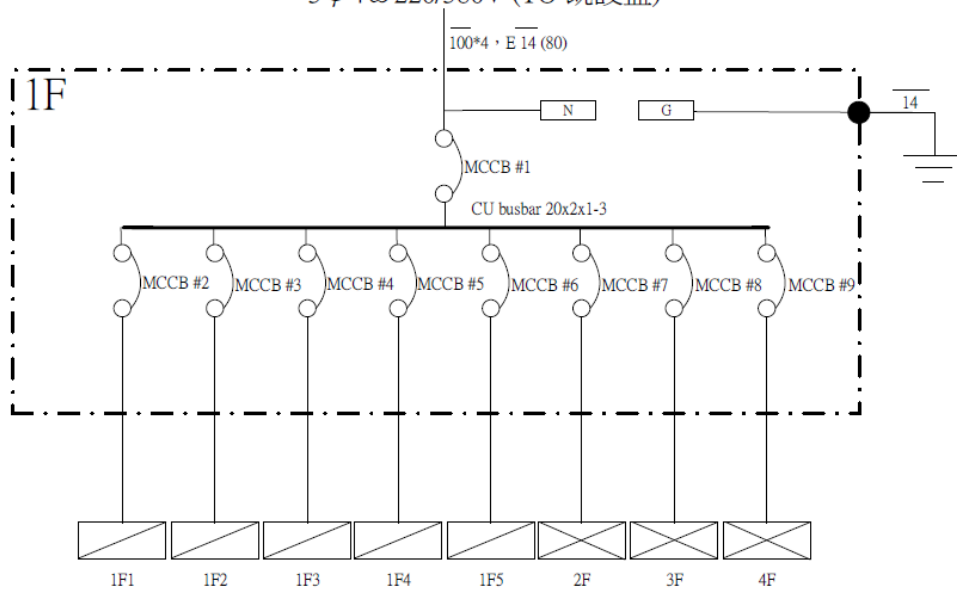 100*4，E 14 (80)
1F
N
G
14
MCCB #1
CU busbar 20x2x1-3
MCCB #2
MCCB #3
MCCB #4
MCCB #5
MCCB #6
MCCB #7
MCCB #8
MCCB #9
1F1
1F2
1F3
1F4
1F5
2F
3F
4F